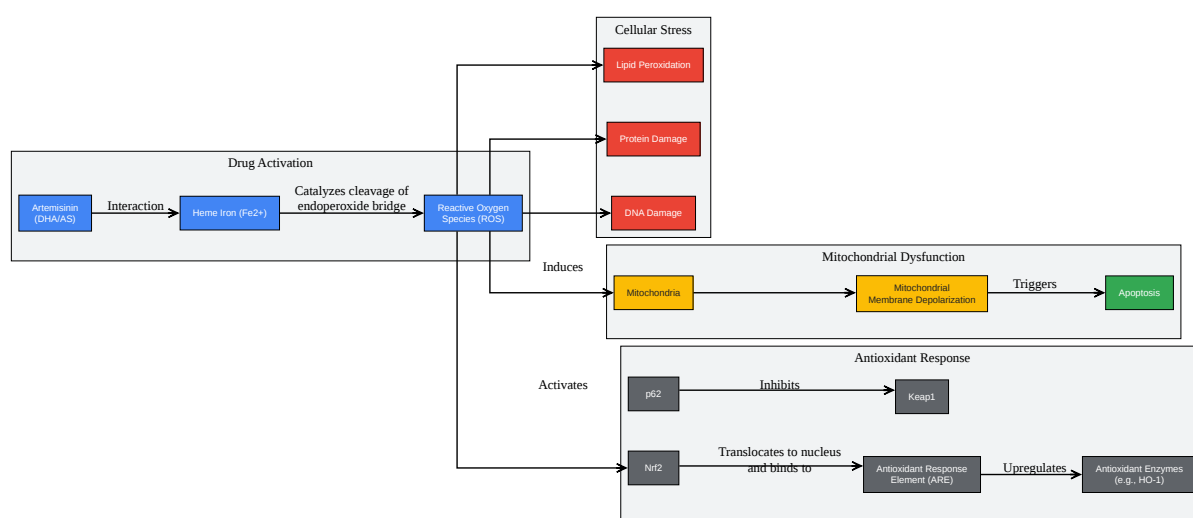 Cellular Stress
Lipid Peroxidation
Protein Damage
DNA Damage
Drug Activation
Artemisinin
(DHA/AS)
Interaction
Heme Iron (Fe2+)
Catalyzes cleavage of
endoperoxide bridge
Reactive Oxygen
Species (ROS)
Induces
Mitochondrial Dysfunction
Mitochondria
Mitochondrial
Membrane Depolarization
Triggers
Apoptosis
Activates
Antioxidant Response
p62
Inhibits
Keap1
Nrf2
Translocates to nucleus
and binds to
Antioxidant Response
Element (ARE)
Upregulates
Antioxidant Enzymes
(e.g., HO-1)